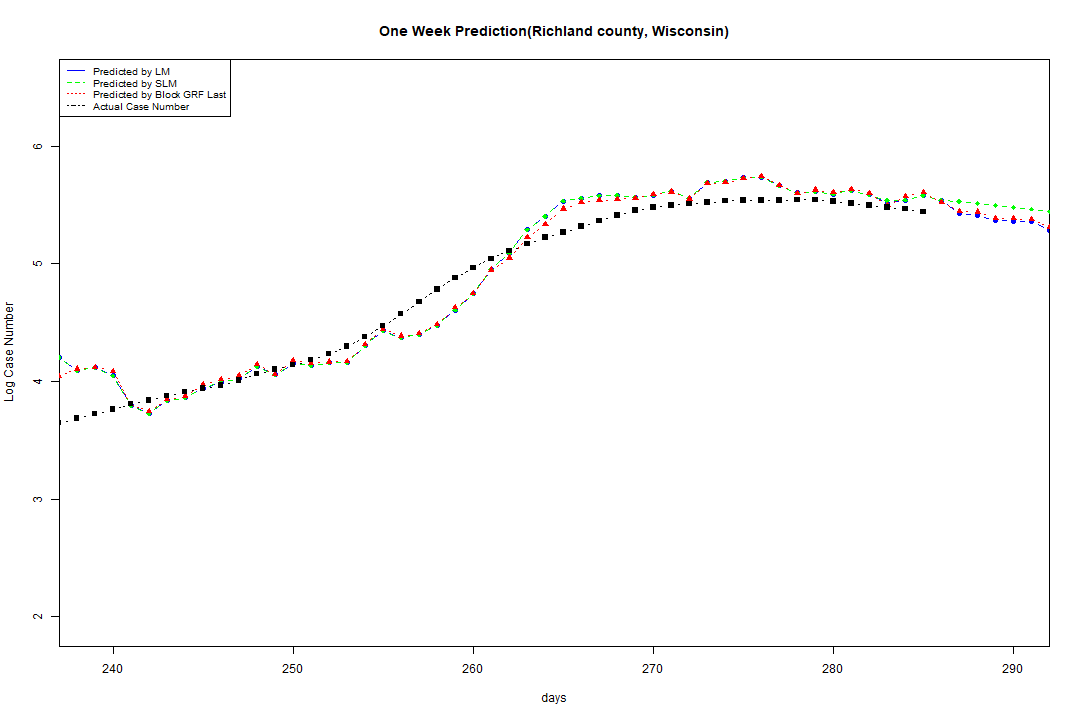 One Week Prediction(Richland county, Wisconsin)
Predicted by LM
Predicted by SLM
Predicted by Block GRF Last
Actual Case Number
Log Case Number
6
5
4
3
2
240 250 260 270 280 290
days